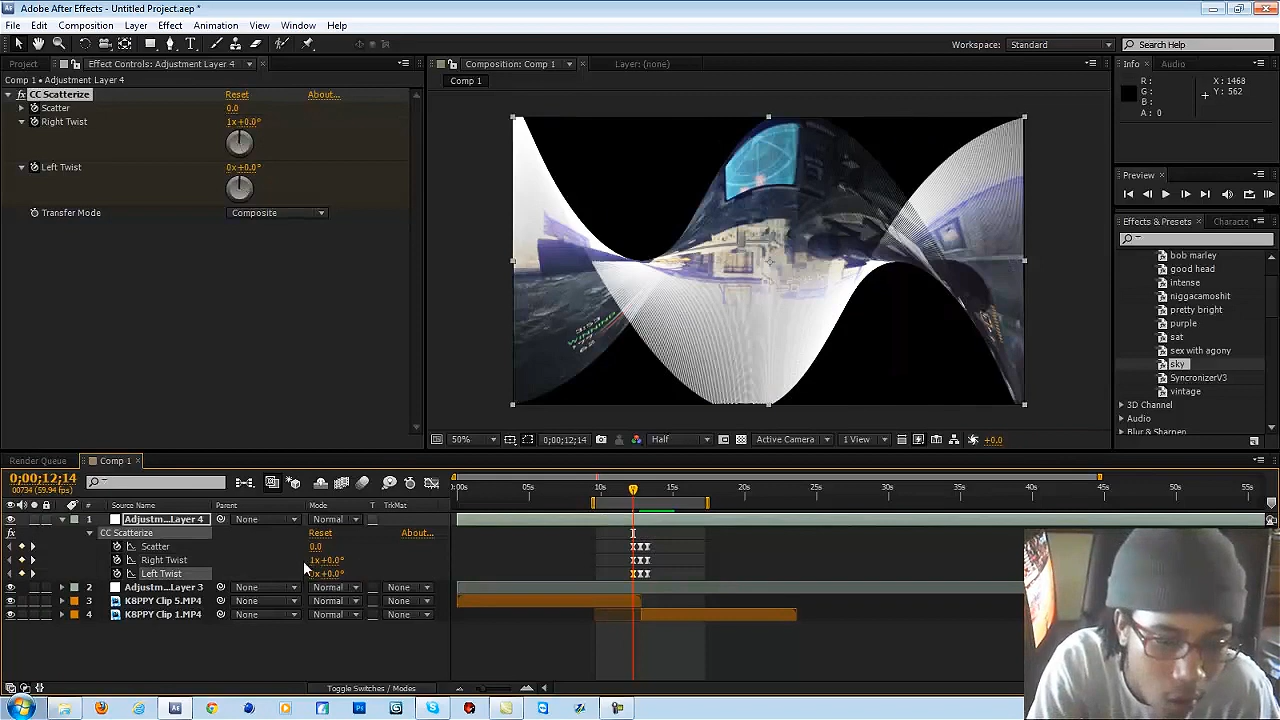 Adobe After Effects - Untitled Project.aep *
File Edit Composition Layer Effect Animation View Window Help
Workspace: Standard Search Help
Project Effect Controls: Adjustment Layer 4 Composition: Comp 1 Layer: (none) Info Audio
Comp 1 • Adjustment Layer 4
Comp 1
fx CC Scatterize Reset About...
Scatter 0.0
Right Twist 1x+0.0°
Left Twist 0x+0.0°
Transfer Mode Composite
R: X: 1468
G: Y: 562
B:
A: 0
Preview
Effects & Presets Characte
bob marley
good head
intense
niggacamoshit
pretty bright
purple
sat
sex with agony
sky
SyncronizerV3
vintage
3D Channel
Audio
Blur & Sharpen
WINNING
50% 0;00;12;14 Half Active Camera 1 View +0.0
Render Queue Comp 1
0;00;12;14
00734 (59.94 fps)
:00s 05s 10s 15s 20s 25s 30s 35s 40s 45s 50s 55s
# Source Name Parent Mode T TrkMat
1 Adjustm...Layer 4 None Normal
fx CC Scatterize Reset About...
Scatter 0.0
Right Twist 1x+0.0°
Left Twist 0x+0.0°
2 Adjustm...Layer 3 None Normal None
3 K8PPY Clip 5.MP4 None Normal None
4 K8PPY Clip 1.MP4 None Normal None
Toggle Switches / Modes